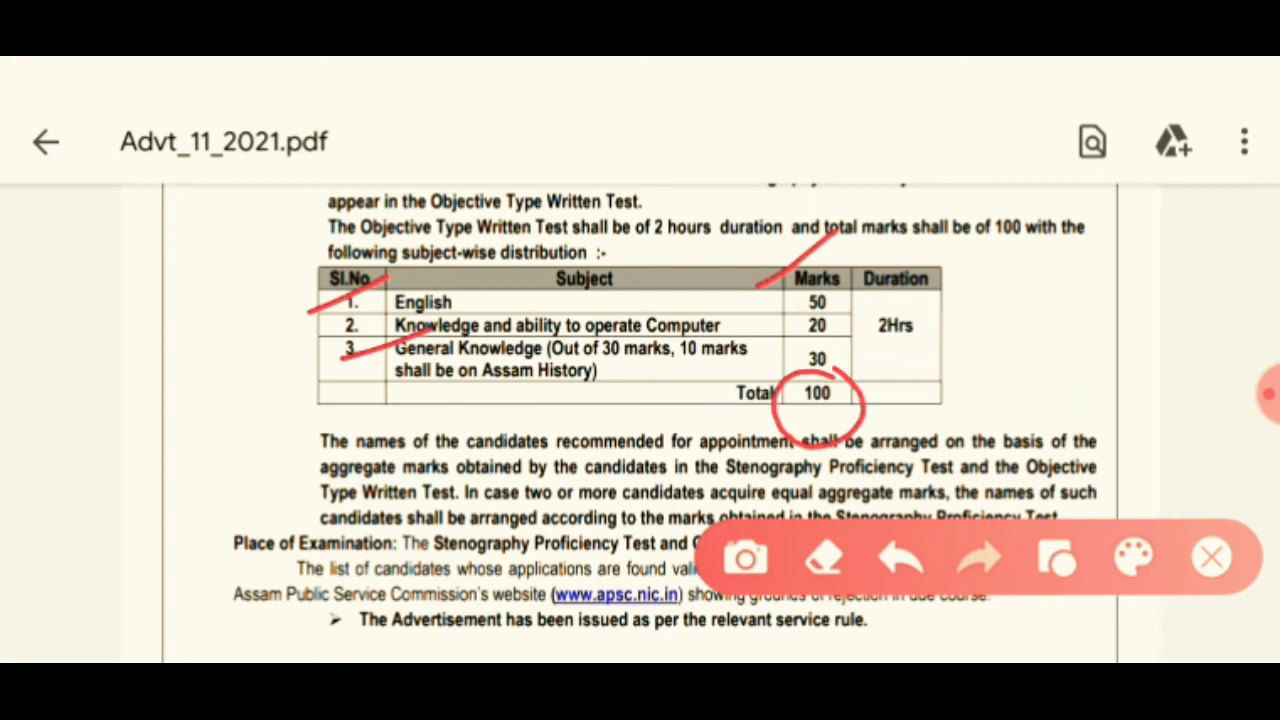 Advt_11_2021.pdf
appear in the Objective Type Written Test.
The Objective Type Written Test shall be of 2 hours duration and total marks shall be of 100 with the
following subject-wise distribution :-
Sl.No Subject Marks Duration
1. English 50
2. Knowledge and ability to operate Computer 20 2Hrs
3. General Knowledge (Out of 30 marks, 10 marks
shall be on Assam History) 30
Total 100
The names of the candidates recommended for appointment shall be arranged on the basis of the
aggregate marks obtained by the candidates in the Stenography Proficiency Test and the Objective
Type Written Test. In case two or more candidates acquire equal aggregate marks, the names of such
candidates shall be arranged according to the marks obtained in the Stenography Proficiency Test.
Place of Examination: The Stenography Proficiency Test and
The list of candidates whose applications are found
Assam Public Service Commission's website (www.apsc.nic.in) showing grounds of rejection in due course.
➢ The Advertisement has been issued as per the relevant service rule.